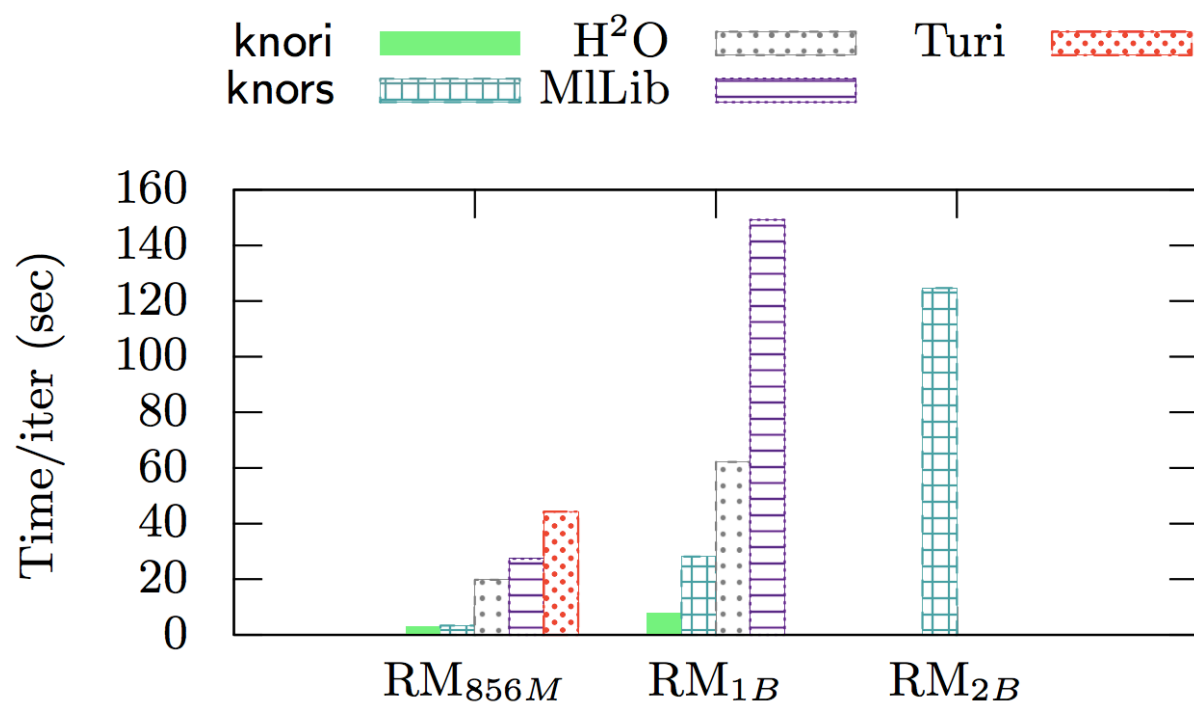 knori H²O Turi
knors MlLib
160
140
120
100
80
60
40
20
0
Time/iter (sec)
RM₈₅₆M RM₁B RM₂B